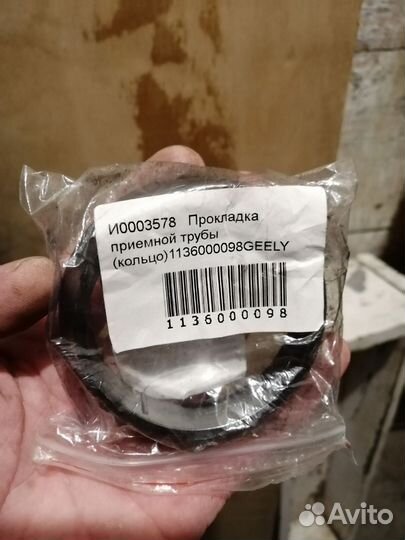 И0003578 Прокладка
приемной трубы
(кольцо)1136000098GEELY
1136000098
Avito